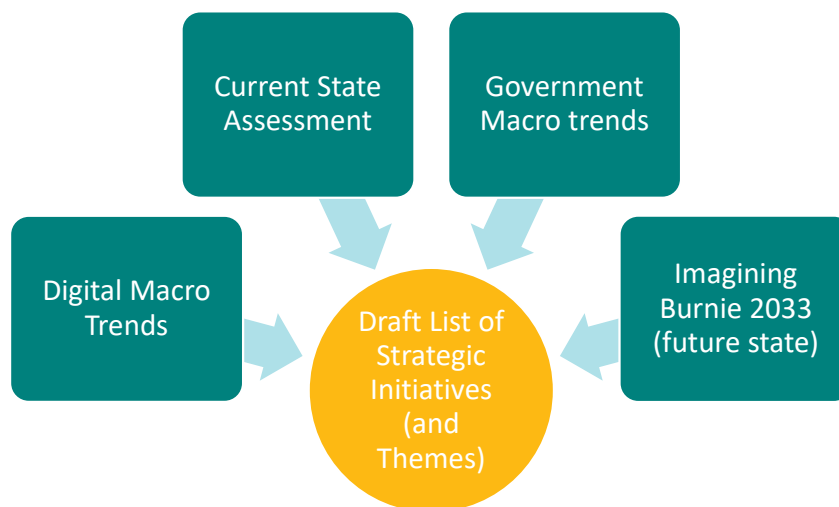 Current State
Assessment
Government
Macro trends
Digital Macro
Trends
Imagining
Burnie 2033
(future state)
Draft List of
Strategic
Initiatives
(and
Themes)